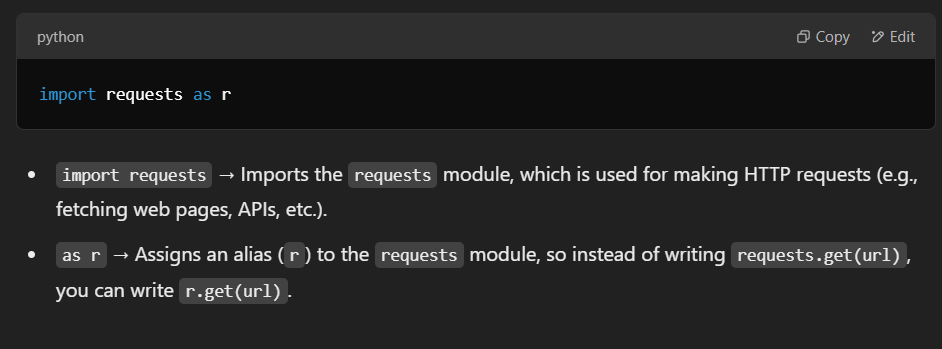 python Copy Edit
import requests as r
• import requests → Imports the requests module, which is used for making HTTP requests (e.g.,
fetching web pages, APIs, etc.).
• as r → Assigns an alias (r) to the requests module, so instead of writing requests.get(url),
you can write r.get(url).